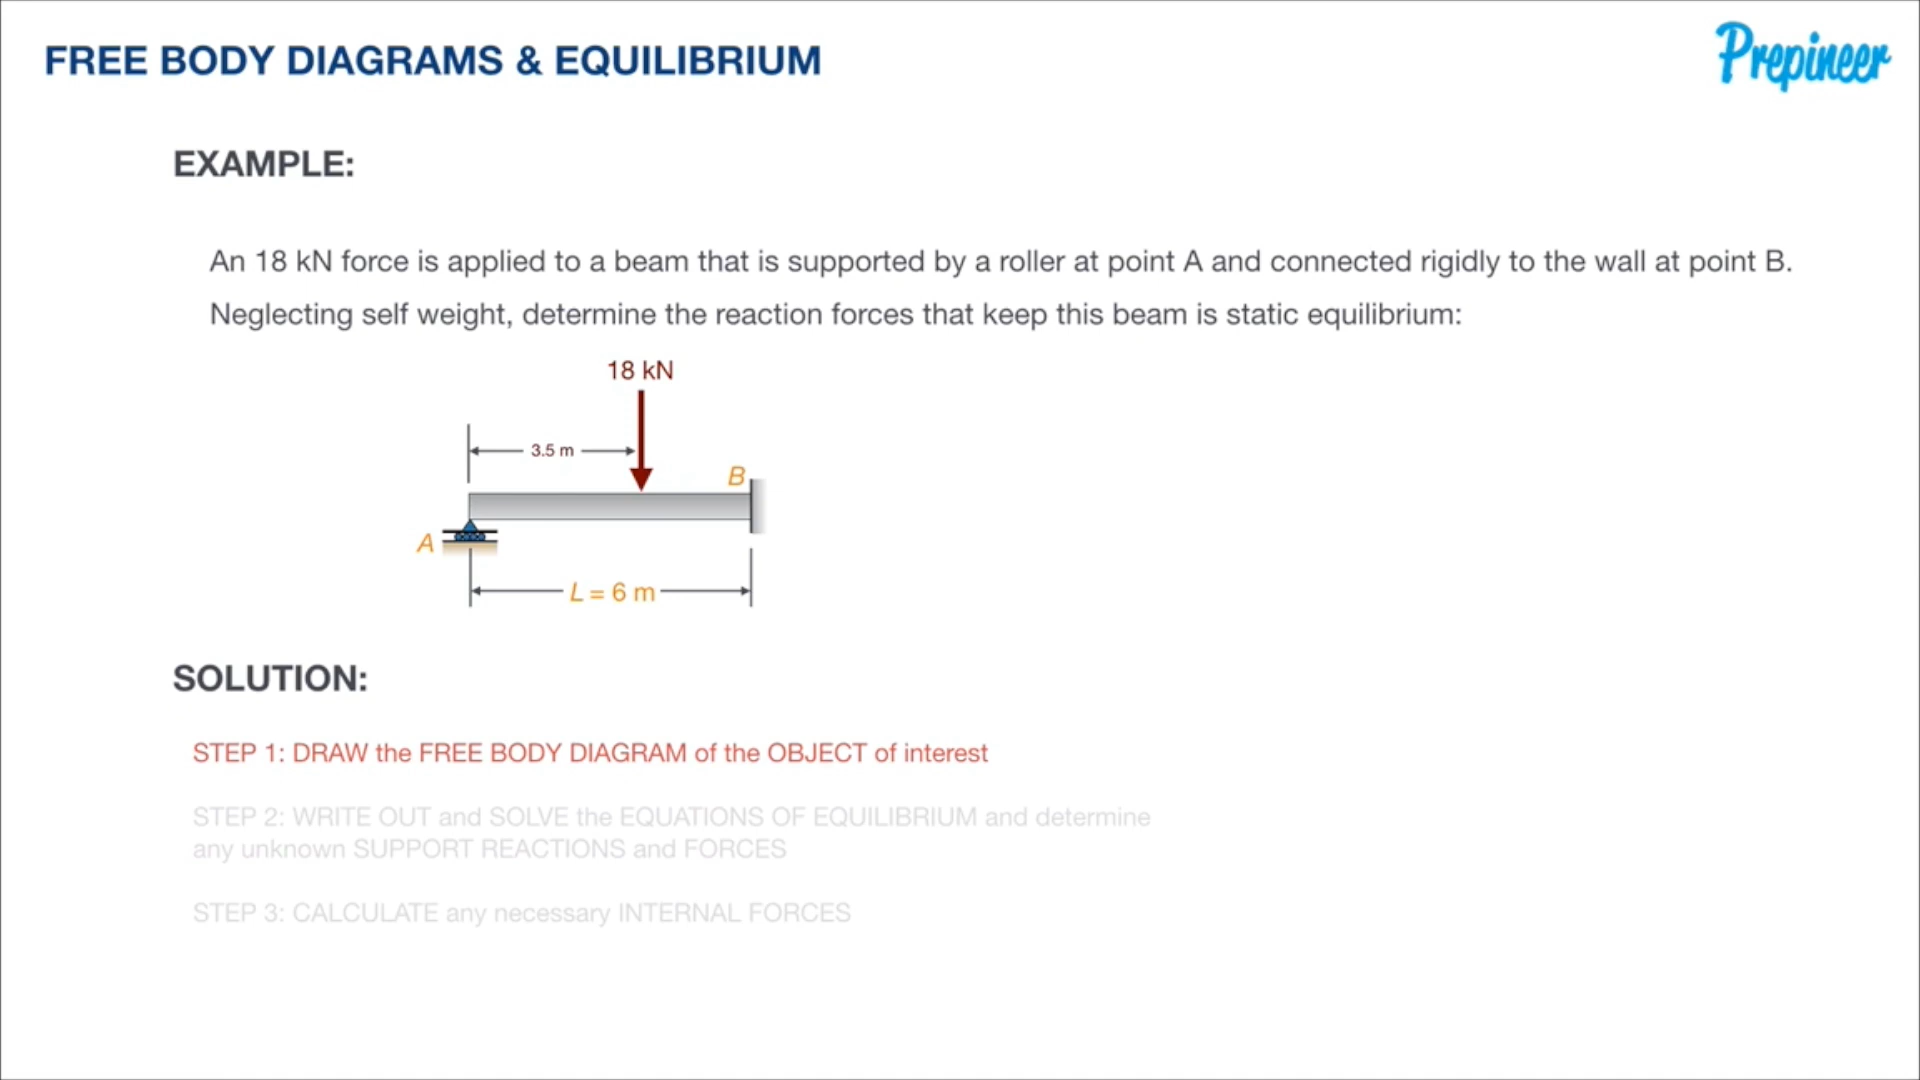 FREE BODY DIAGRAMS & EQUILIBRIUM
Prepineer
EXAMPLE:
An 18 kN force is applied to a beam that is supported by a roller at point A and connected rigidly to the wall at point B.
Neglecting self weight, determine the reaction forces that keep this beam is static equilibrium:
18 kN
3.5 m
B
A
L = 6 m
SOLUTION:
STEP 1: DRAW the FREE BODY DIAGRAM of the OBJECT of interest
STEP 2: WRITE OUT and SOLVE the EQUATIONS OF EQUILIBRIUM and determine
any unknown SUPPORT REACTIONS and FORCES
STEP 3: CALCULATE any necessary INTERNAL FORCES